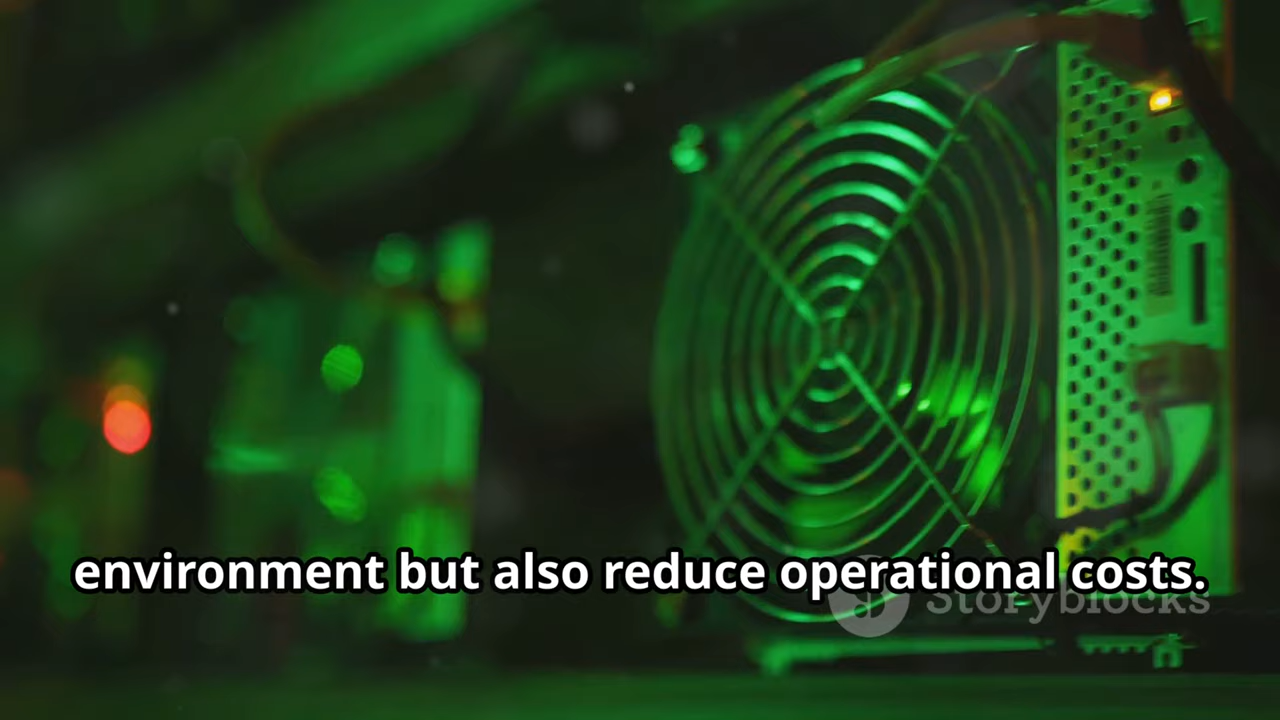 environment but also reduce operational costs.
Storyblocks